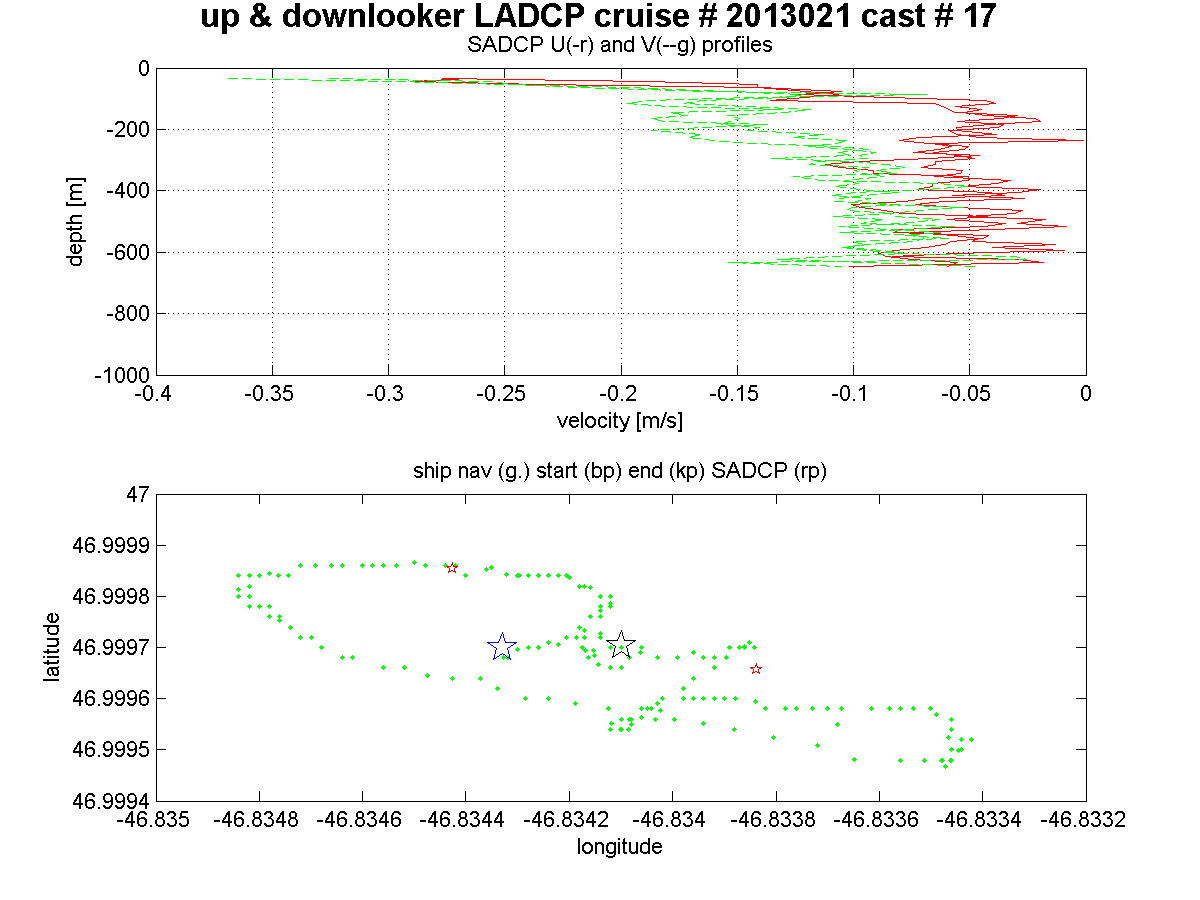 up & downlooker LADCP cruise # 2013021 cast # 17
SADCP U(-r) and V(--g) profiles
0
-200
-400
-600
-800
-1000
depth [m]
-0.4 -0.35 -0.3 -0.25 -0.2 -0.15 -0.1 -0.05 0
velocity [m/s]
ship nav (g.) start (bp) end (kp) SADCP (rp)
47
46.9999
46.9998
46.9997
46.9996
46.9995
46.9994
latitude
-46.835 -46.8348 -46.8346 -46.8344 -46.8342 -46.834 -46.8338 -46.8336 -46.8334 -46.8332
longitude